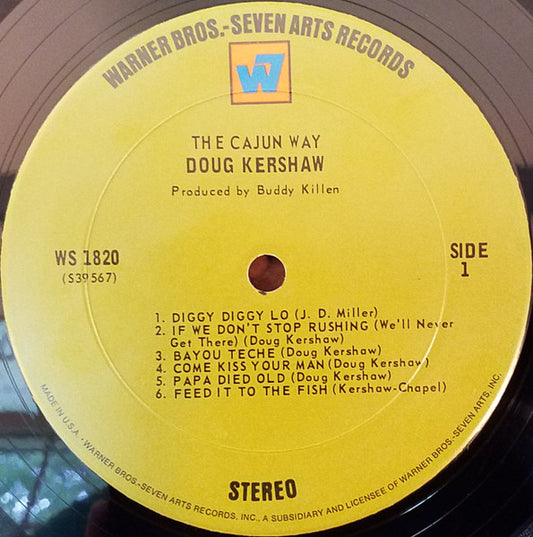 WARNER BROS.-SEVEN ARTS RECORDS
W7
THE CAJUN WAY
DOUG KERSHAW
Produced by Buddy Killen
WS 1820
(S39567)
SIDE
1
1. DIGGY DIGGY LO (J. D. Miller)
2. IF WE DON'T STOP RUSHING (We'll Never
Get There) (Doug Kershaw)
3. BAYOU TECHE (Doug Kershaw)
4. COME KISS YOUR MAN (Doug Kershaw)
5. PAPA DIED OLD (Doug Kershaw)
6. FEED IT TO THE FISH (Kershaw-Chapel)
STEREO
MADE IN U.S.A. · WARNER BROS.-SEVEN ARTS RECORDS, INC., A SUBSIDIARY AND LICENSEE OF WARNER BROS.-SEVEN ARTS, INC.